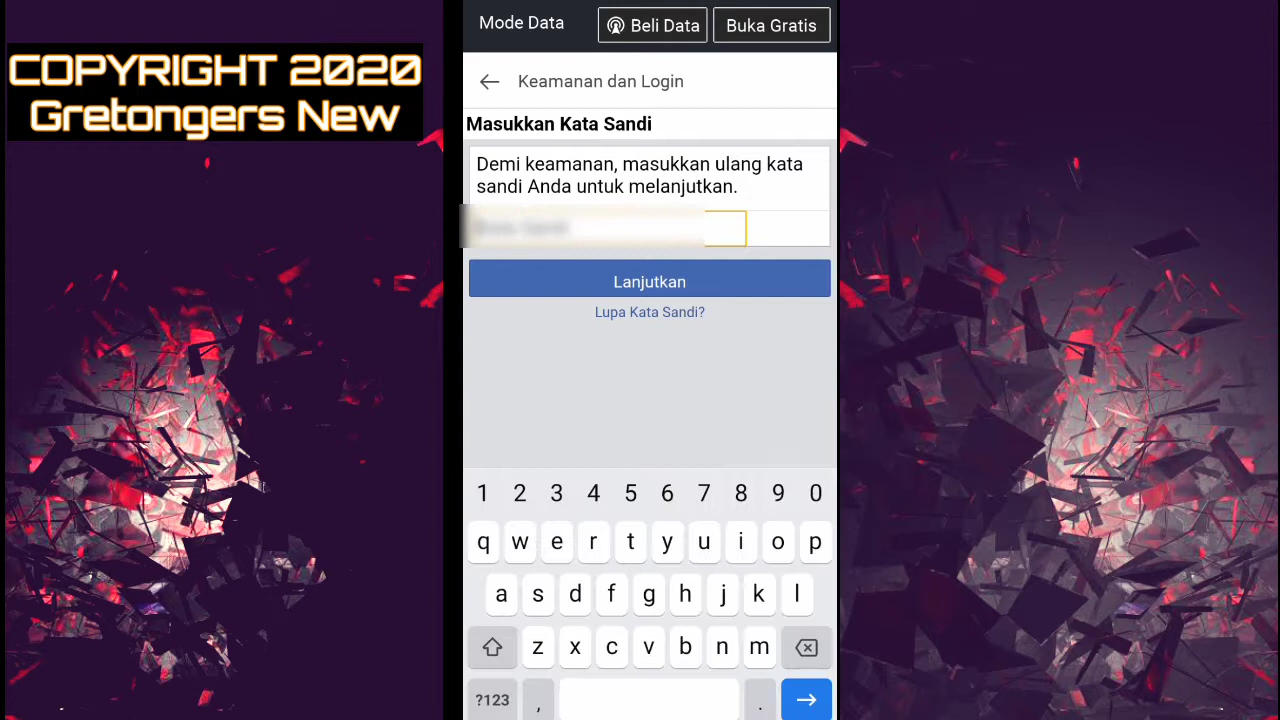 COPYRIGHT 2020
Gretongers New
Mode Data
Beli Data
Buka Gratis
Keamanan dan Login
Masukkan Kata Sandi
Demi keamanan, masukkan ulang kata
sandi Anda untuk melanjutkan.
Lanjutkan
Lupa Kata Sandi?
1 2 3 4 5 6 7 8 9 0
q w e r t y u i o p
a s d f g h j k l
z x c v b n m
?123 , .